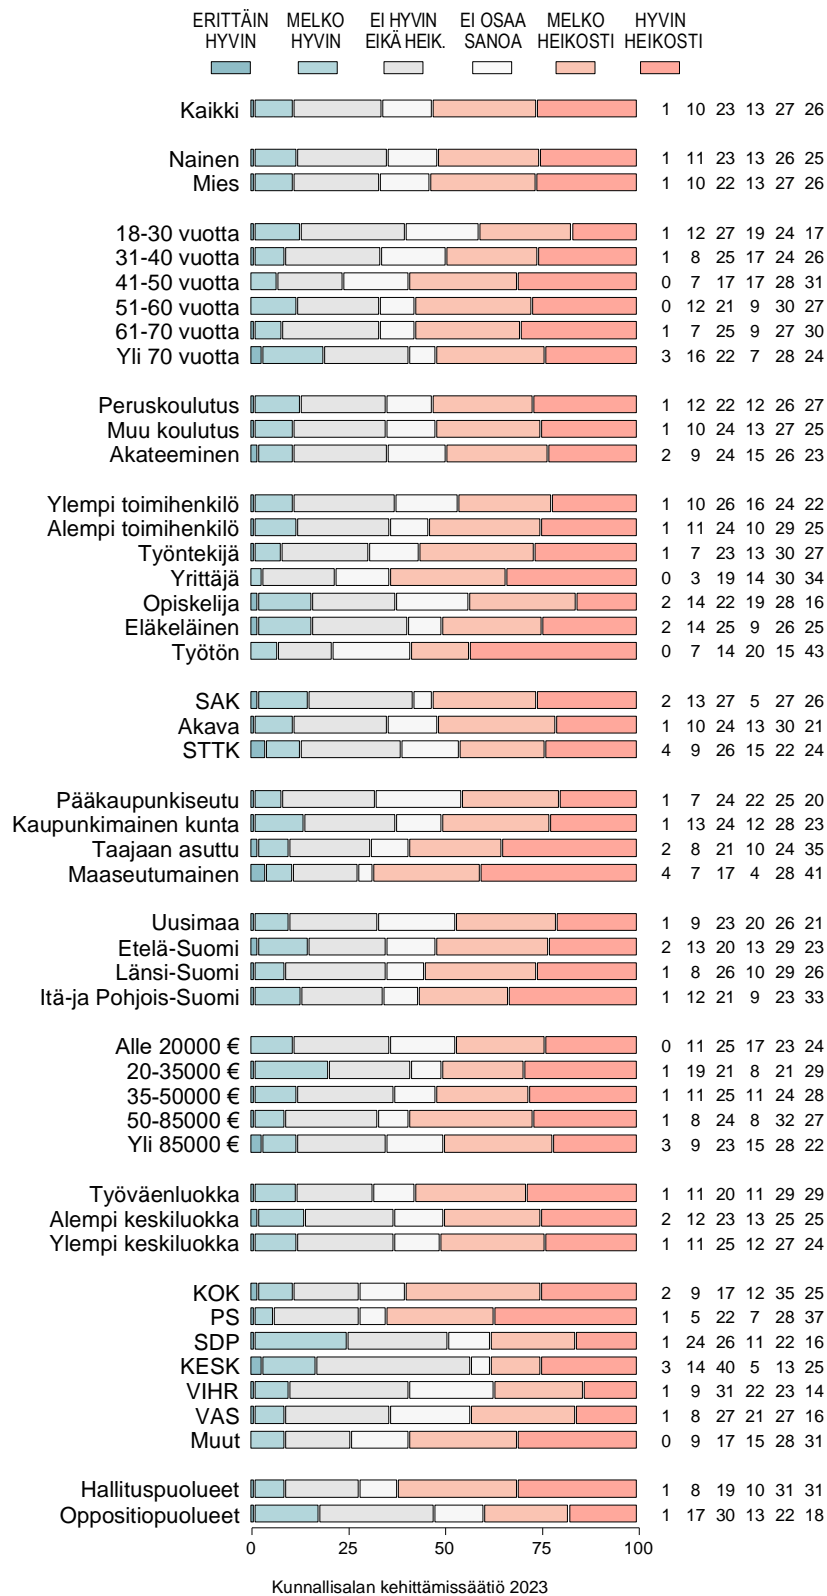 ERITTÄIN MELKO EI HYVIN EI OSAA MELKO HYVIN
HYVIN HYVIN EIKÄ HEIK. SANOA HEIKOSTI HEIKOSTI
Kaikki 1 10 23 13 27 26
Nainen 1 11 23 13 26 25
Mies 1 10 22 13 27 26
18-30 vuotta 1 12 27 19 24 17
31-40 vuotta 1 8 25 17 24 26
41-50 vuotta 0 7 17 17 28 31
51-60 vuotta 0 12 21 9 30 27
61-70 vuotta 1 7 25 9 27 30
Yli 70 vuotta 3 16 22 7 28 24
Peruskoulutus 1 12 22 12 26 27
Muu koulutus 1 10 24 13 27 25
Akateeminen 2 9 24 15 26 23
Ylempi toimihenkilö 1 10 26 16 24 22
Alempi toimihenkilö 1 11 24 10 29 25
Työntekijä 1 7 23 13 30 27
Yrittäjä 0 3 19 14 30 34
Opiskelija 2 14 22 19 28 16
Eläkeläinen 2 14 25 9 26 25
Työtön 0 7 14 20 15 43
SAK 2 13 27 5 27 26
Akava 1 10 24 13 30 21
STTK 4 9 26 15 22 24
Pääkaupunkiseutu 1 7 24 22 25 20
Kaupunkimainen kunta 1 13 24 12 28 23
Taajaan asuttu 2 8 21 10 24 35
Maaseutumainen 4 7 17 4 28 41
Uusimaa 1 9 23 20 26 21
Etelä-Suomi 2 13 20 13 29 23
Länsi-Suomi 1 8 26 10 29 26
Itä-ja Pohjois-Suomi 1 12 21 9 23 33
Alle 20000 € 0 11 25 17 23 24
20-35000 € 1 19 21 8 21 29
35-50000 € 1 11 25 11 24 28
50-85000 € 1 8 24 8 32 27
Yli 85000 € 3 9 23 15 28 22
Työväenluokka 1 11 20 11 29 29
Alempi keskiluokka 2 12 23 13 25 25
Ylempi keskiluokka 1 11 25 12 27 24
KOK 2 9 17 12 35 25
PS 1 5 22 7 28 37
SDP 1 24 26 11 22 16
KESK 3 14 40 5 13 25
VIHR 1 9 31 22 23 14
VAS 1 8 27 21 27 16
Muut 0 9 17 15 28 31
Hallituspuolueet 1 8 19 10 31 31
Oppositiopuolueet 1 17 30 13 22 18
0 25 50 75 100
Kunnallisalan kehittämissäätiö 2023